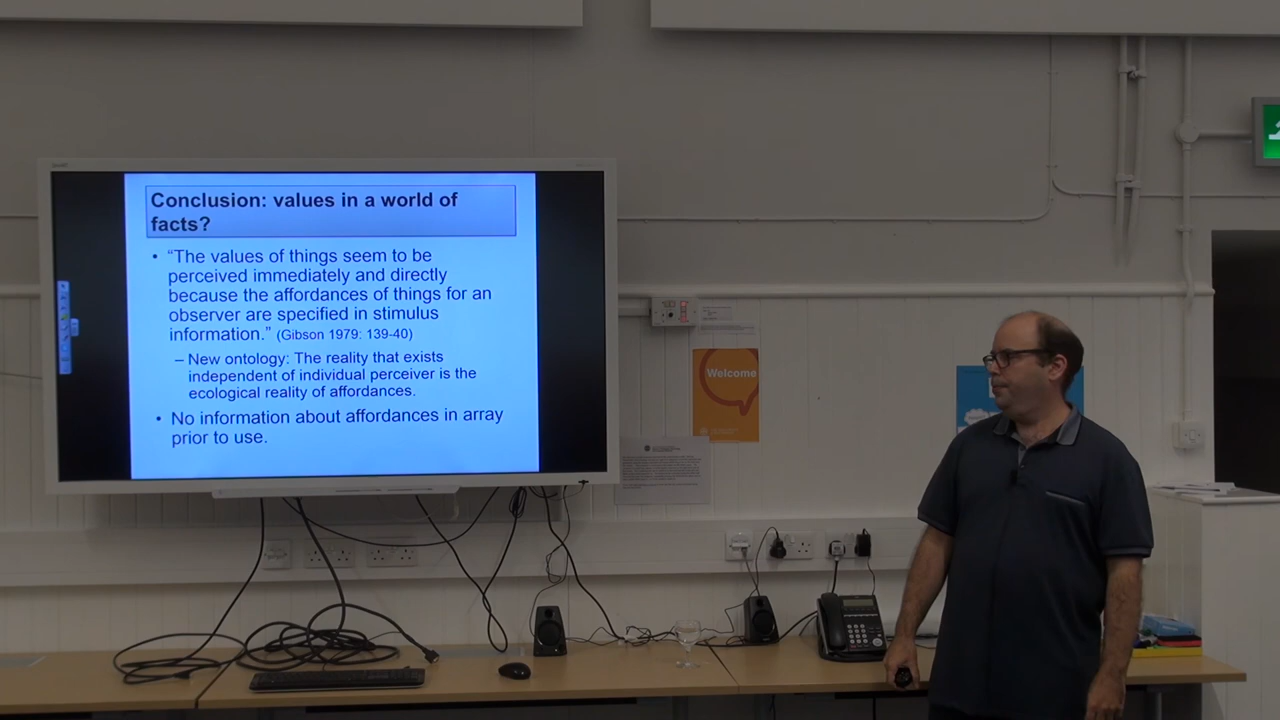 Conclusion: values in a world of
facts?
• “The values of things seem to be
perceived immediately and directly
because the affordances of things for an
observer are specified in stimulus
information.” (Gibson 1979: 139-40)
– New ontology: The reality that exists
independent of individual perceiver is the
ecological reality of affordances.
• No information about affordances in array
prior to use.
Welcome